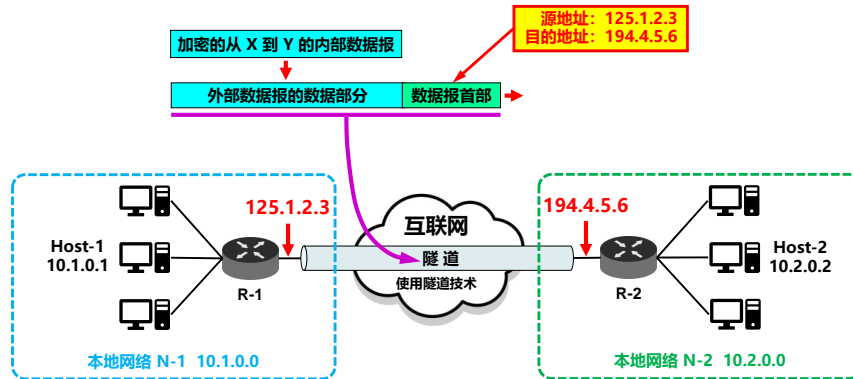 源地址：125.1.2.3
目的地址：194.4.5.6
加密的从 X 到 Y 的内部数据报
外部数据报的数据部分
数据报首部
125.1.2.3
互联网
194.4.5.6
Host-1
10.1.0.1
隧 道
Host-2
10.2.0.2
使用隧道技术
R-1
R-2
本地网络 N-1 10.1.0.0
本地网络 N-2 10.2.0.0